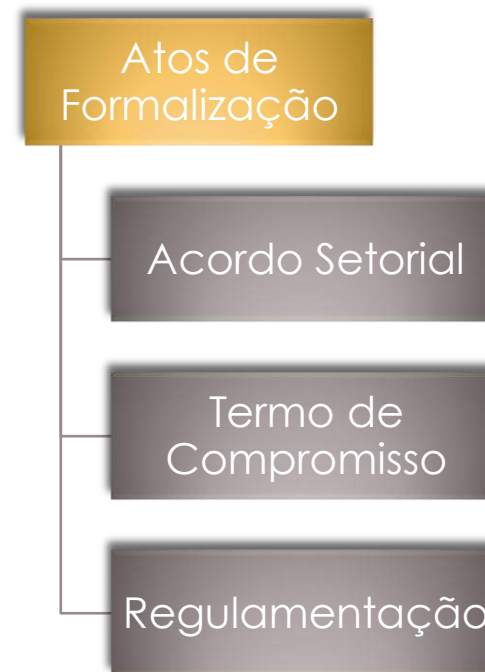 Atos de
Formalização
Acordo Setorial
Termo de
Compromisso
Regulamentação